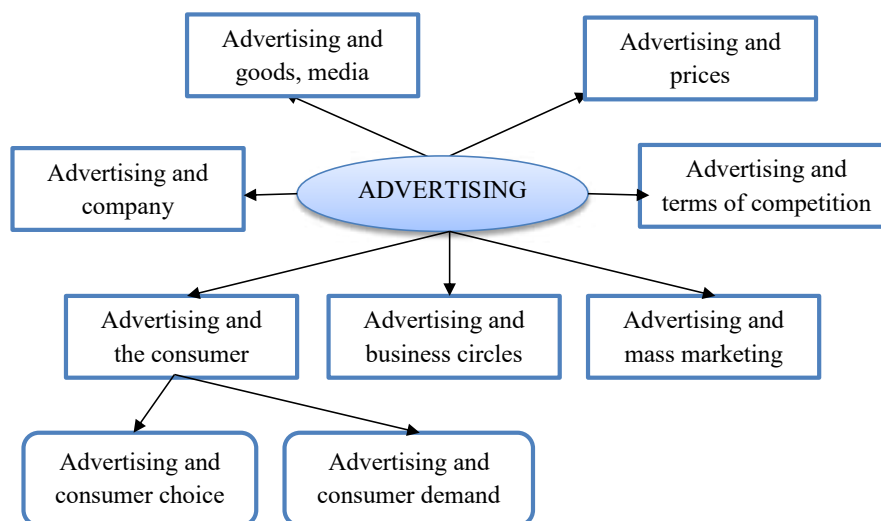 Advertising and
goods, media
Advertising and
prices
Advertising and
company
ADVERTISING
Advertising and
terms of competition
Advertising and
the consumer
Advertising and
business circles
Advertising and
mass marketing
Advertising and
consumer choice
Advertising and
consumer demand